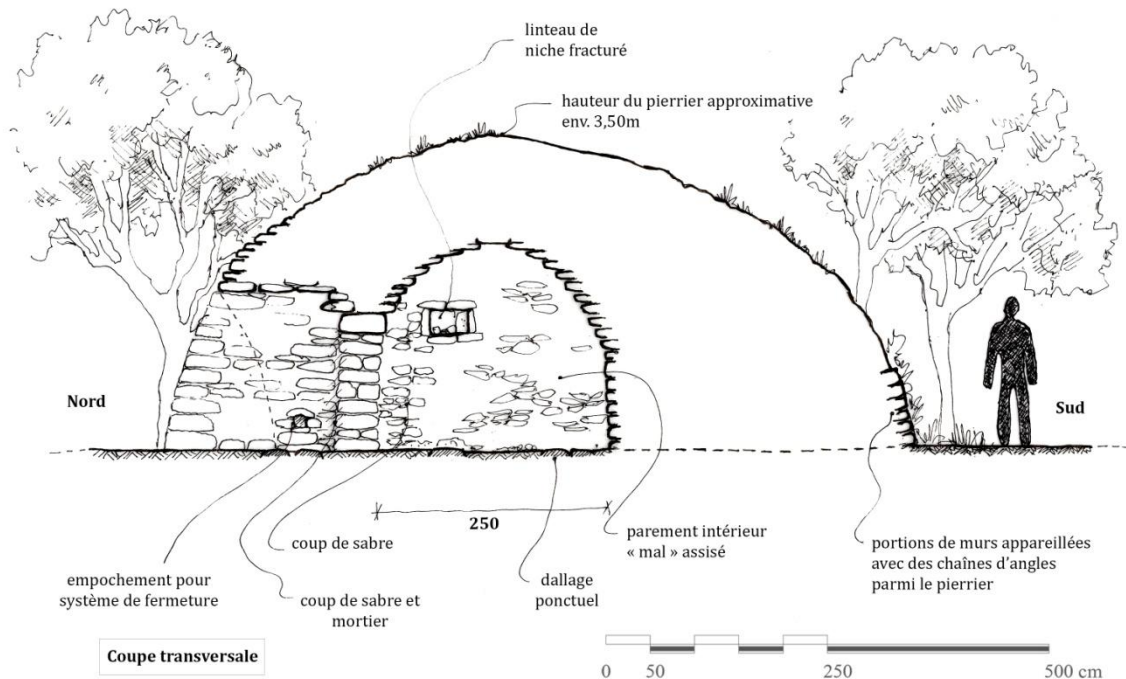 linteau de
niche fracturé
hauteur du pierrier approximative
env. 3,50m
Nord
Sud
250
coup de sabre
parement intérieur
« mal » assisé
portions de murs appareillées
avec des chaînes d'angles
parmi le pierrier
empochement pour
système de fermeture
coup de sabre et
mortier
dallage
ponctuel
Coupe transversale
0 50 250 500 cm